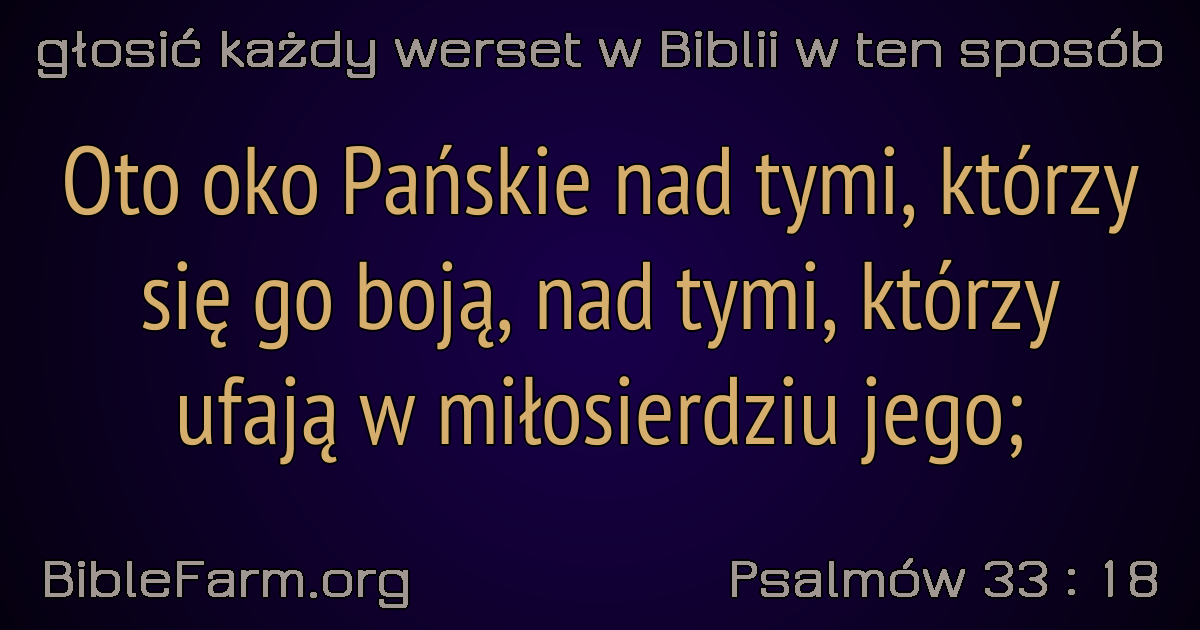 głosić każdy werset w Biblii w ten sposób
Oto oko Pańskie nad tymi, którzy
się go boją, nad tymi, którzy
ufają w miłosierdziu jego;
BibleFarm.org
Psalmów 33 : 18